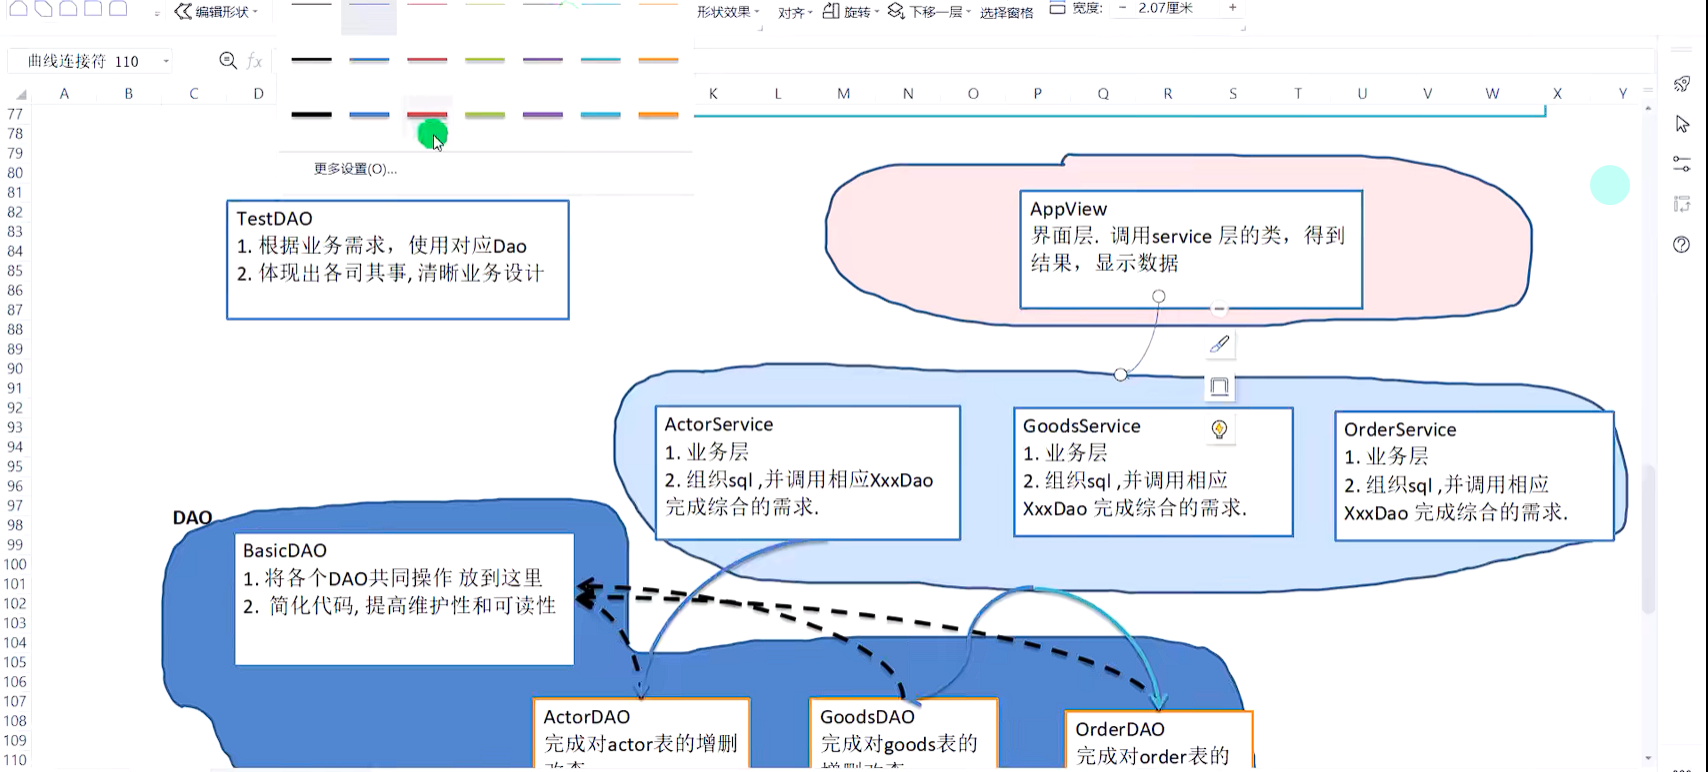 编辑形状
形状效果
对齐
旋转
下移一层
选择窗格
宽度:
- 2.07厘米 +
曲线连接符 110
fx
A B C D K L M N O P Q R S T U V W X Y
77
78
79
80
81
82
83
84
85
86
87
88
89
90
91
92
93
94
95
96
97
98
99
100
101
102
103
104
105
106
107
108
109
110
更多设置(O)...
TestDAO
1. 根据业务需求，使用对应Dao
2. 体现出各司其事,清晰业务设计
AppView
界面层. 调用service 层的类，得到
结果，显示数据
ActorService
1. 业务层
2. 组织sql ,并调用相应XxxDao
完成综合的需求.
GoodsService
1. 业务层
2. 组织sql ,并调用相应
XxxDao 完成综合的需求.
OrderService
1. 业务层
2. 组织sql ,并调用相应
XxxDao 完成综合的需求.
DAO
BasicDAO
1. 将各个DAO共同操作 放到这里
2. 简化代码, 提高维护性和可读性
ActorDAO
完成对actor表的增删
GoodsDAO
完成对goods表的
OrderDAO
完成对order表的